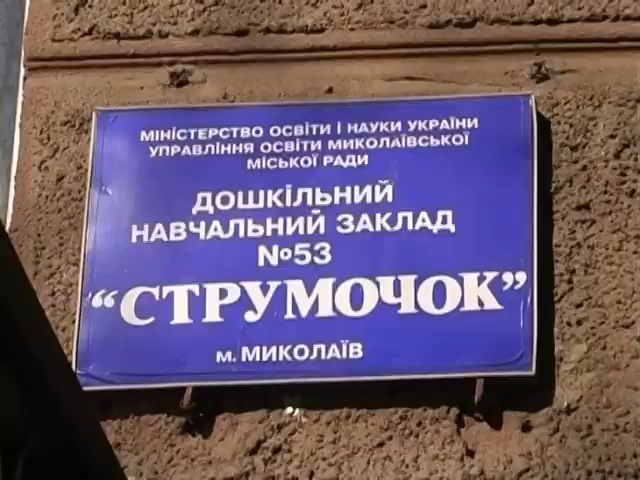 МІНІСТЕРСТВО ОСВІТИ І НАУКИ УКРАЇНИ
УПРАВЛІННЯ ОСВІТИ МИКОЛАЇВСЬКОЇ
МІСЬКОЇ РАДИ
ДОШКІЛЬНИЙ
НАВЧАЛЬНИЙ ЗАКЛАД
№53
“СТРУМОЧОК”
м. МИКОЛАЇВ